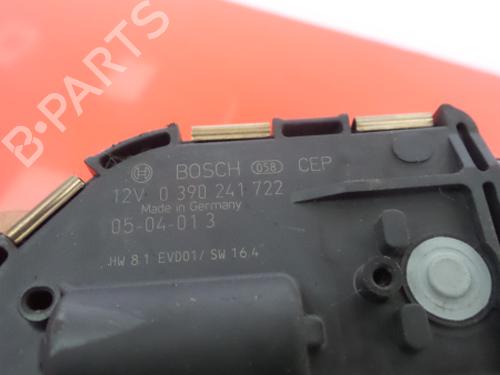 B-PARTS
BOSCH 058 CEP
12V 0 390 241 722
Made in Germany
05-04-01 3
HW 8.1 EVD01/ SW 16.4